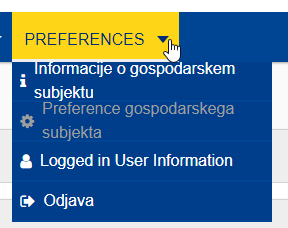 PREFERENCES
Informacije o gospodarskem
subjektu
Preference gospodarskega
subjekta
Logged in User Information
Odjava